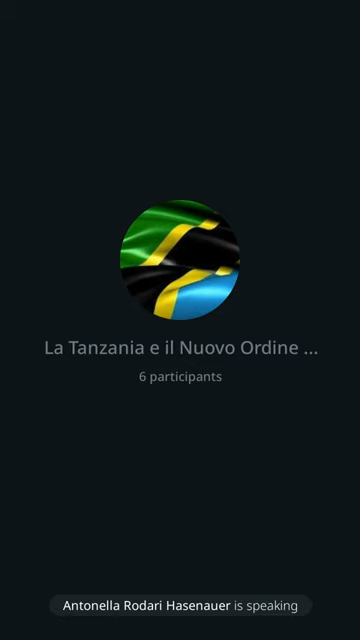 La Tanzania e il Nuovo Ordine ...
6 participants
Antonella Rodari Hasenauer is speaking